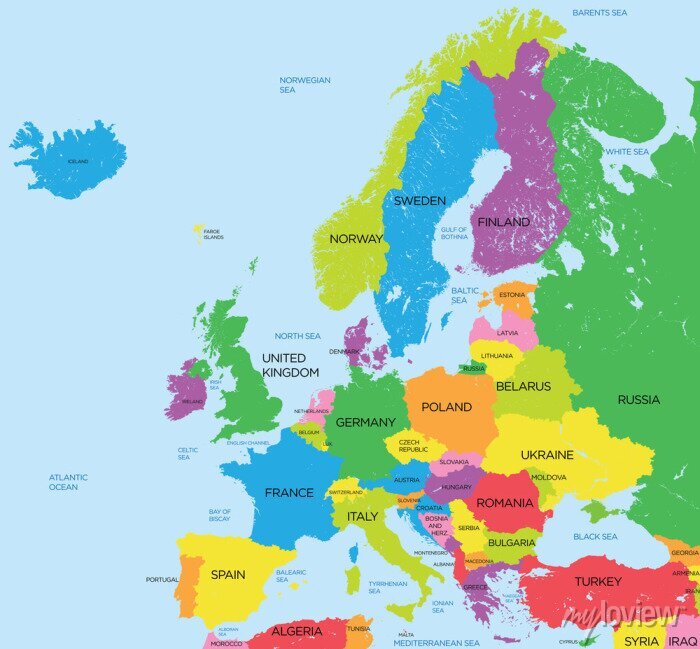 BARENTS SEA
NORWEGIAN
SEA
ICELAND
WHITE SEA
SWEDEN
FINLAND
FAROE
ISLANDS
NORWAY
GULF OF
BOTHNIA
BALTIC
SEA
ESTONIA
NORTH SEA
LATVIA
DENMARK
LITHUANIA
UNITED
KINGDOM
RUSSIA
IRISH
SEA
BELARUS
IRELAND
RUSSIA
NETHERLANDS
POLAND
GERMANY
BELGIUM
ENGLISH CHANNEL
LUX.
CZECH
REPUBLIC
CELTIC
SEA
UKRAINE
SLOVAKIA
ATLANTIC
OCEAN
AUSTRIA
MOLDOVA
HUNGARY
FRANCE
SWITZERLAND
SLOVENIA
ROMANIA
CROATIA
BAY OF
BISCAY
ITALY
BOSNIA
AND
HERZ.
SERBIA
BLACK SEA
BULGARIA
MONTENEGRO
GEORGIA
MACEDONIA
ALBANIA
PORTUGAL
SPAIN
BALEARIC
SEA
ARMENIA
TYRRHENIAN
SEA
GREECE
TURKEY
IRAN
AEGEAN
SEA
IONIAN
SEA
myloview
ALBORAN
SEA
ALGERIA
TUNISIA
MALTA
MOROCCO
MEDITERRANEAN SEA
CYPRUS
SYRIA
IRAQ